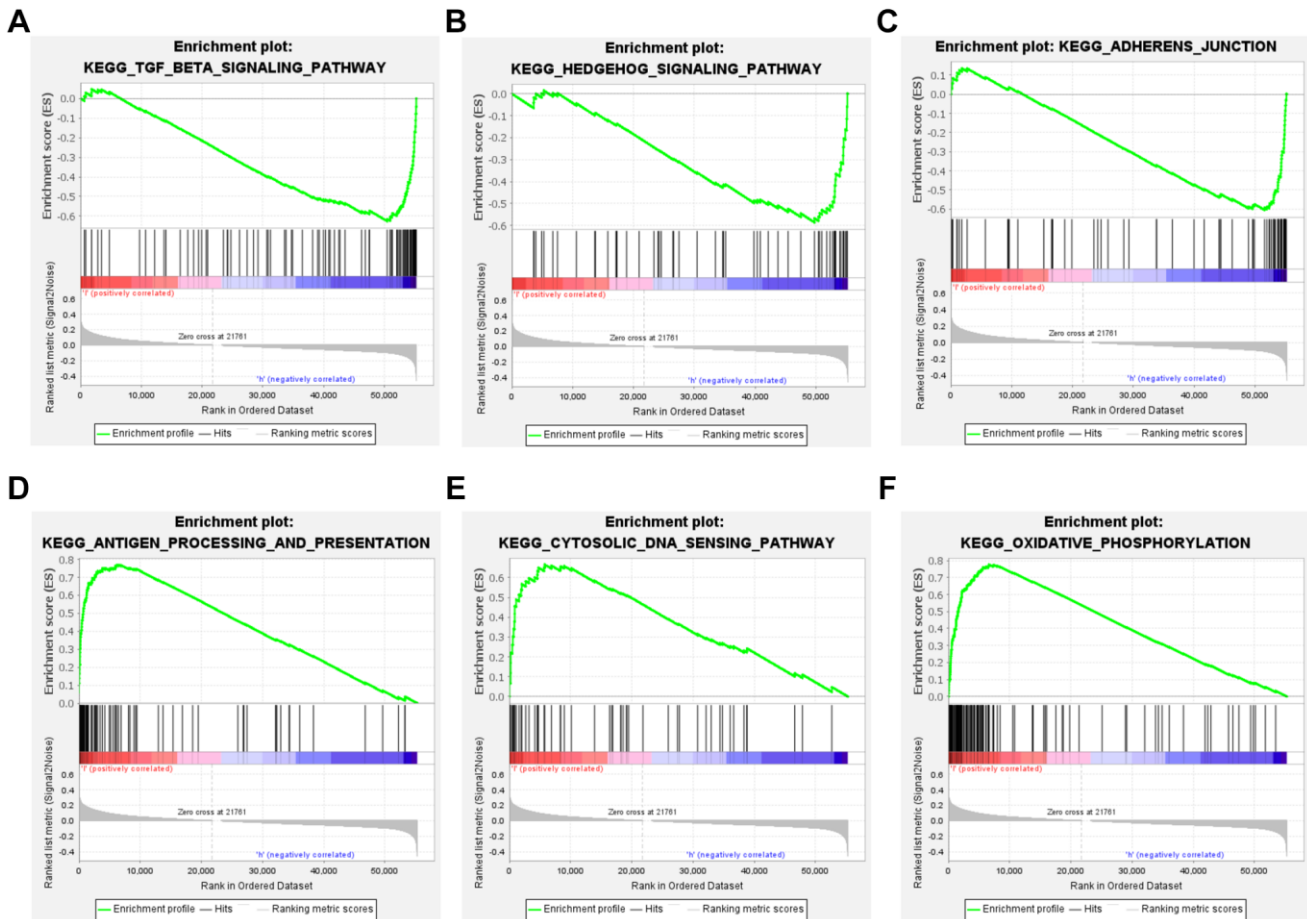 A
Enrichment plot:
KEGG_TGF_BETA_SIGNALING_PATHWAY
Enrichment score (ES)
0.0
-0.1
-0.2
-0.3
-0.4
-0.5
-0.6
Ranked list metric (Signal2Noise)
'l' (positively correlated)
0.6
0.4
0.2
0.0
-0.2
-0.4
Zero cross at 21761
'h' (negatively correlated)
0 10,000 20,000 30,000 40,000 50,000
Rank in Ordered Dataset
Enrichment profile Hits Ranking metric scores
B
Enrichment plot:
KEGG_HEDGEHOG_SIGNALING_PATHWAY
Enrichment score (ES)
0.0
-0.1
-0.2
-0.3
-0.4
-0.5
-0.6
Ranked list metric (Signal2Noise)
'l' (positively correlated)
0.6
0.4
0.2
0.0
-0.2
-0.4
Zero cross at 21761
'h' (negatively correlated)
0 10,000 20,000 30,000 40,000 50,000
Rank in Ordered Dataset
Enrichment profile Hits Ranking metric scores
C
Enrichment plot: KEGG_ADHERENS_JUNCTION
Enrichment score (ES)
0.1
0.0
-0.1
-0.2
-0.3
-0.4
-0.5
-0.6
Ranked list metric (Signal2Noise)
'l' (positively correlated)
0.6
0.4
0.2
0.0
-0.2
-0.4
Zero cross at 21761
'h' (negatively correlated)
0 10,000 20,000 30,000 40,000 50,000
Rank in Ordered Dataset
Enrichment profile Hits Ranking metric scores
D
Enrichment plot:
KEGG_ANTIGEN_PROCESSING_AND_PRESENTATION
Enrichment score (ES)
0.8
0.7
0.6
0.5
0.4
0.3
0.2
0.1
0.0
Ranked list metric (Signal2Noise)
'l' (positively correlated)
0.6
0.4
0.2
0.0
-0.2
-0.4
Zero cross at 21761
'h' (negatively correlated)
0 10,000 20,000 30,000 40,000 50,000
Rank in Ordered Dataset
Enrichment profile Hits Ranking metric scores
E
Enrichment plot:
KEGG_CYTOSOLIC_DNA_SENSING_PATHWAY
Enrichment score (ES)
0.6
0.5
0.4
0.3
0.2
0.1
0.0
Ranked list metric (Signal2Noise)
'l' (positively correlated)
0.6
0.4
0.2
0.0
-0.2
-0.4
Zero cross at 21761
'h' (negatively correlated)
0 10,000 20,000 30,000 40,000 50,000
Rank in Ordered Dataset
Enrichment profile Hits Ranking metric scores
F
Enrichment plot:
KEGG_OXIDATIVE_PHOSPHORYLATION
Enrichment score (ES)
0.8
0.7
0.6
0.5
0.4
0.3
0.2
0.1
0.0
Ranked list metric (Signal2Noise)
'l' (positively correlated)
0.6
0.4
0.2
0.0
-0.2
-0.4
Zero cross at 21761
'h' (negatively correlated)
0 10,000 20,000 30,000 40,000 50,000
Rank in Ordered Dataset
Enrichment profile Hits Ranking metric scores